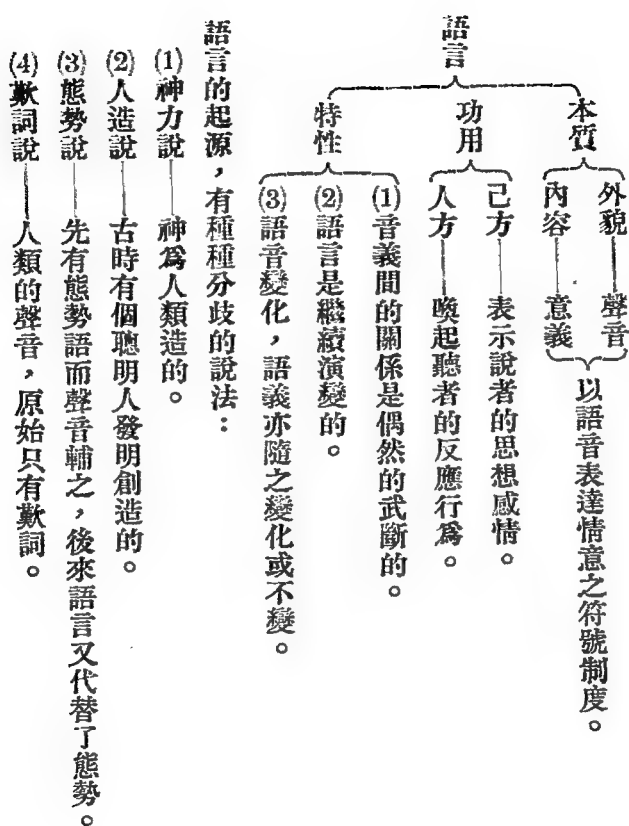 語言
本質
外貌——聲音
內容——意義
以語音表達情意之符號制度。
功用
己方——表示說者的思想感情。
人方——喚起聽者的反應行爲。
特性
(1)音義間的關係是偶然的武斷的。
(2)語言是繼續演變的。
(3)語音變化，語義亦隨之變化或不變。
語言的起源，有種種分歧的說法：
(1)神力說——神爲人類造的。
(2)人造說——古時有個聰明人發明創造的。
(3)態勢說——先有態勢語而聲音輔之，後來語言又代替了態勢。
(4)歎詞說——人類的聲音，原始只有歎詞。